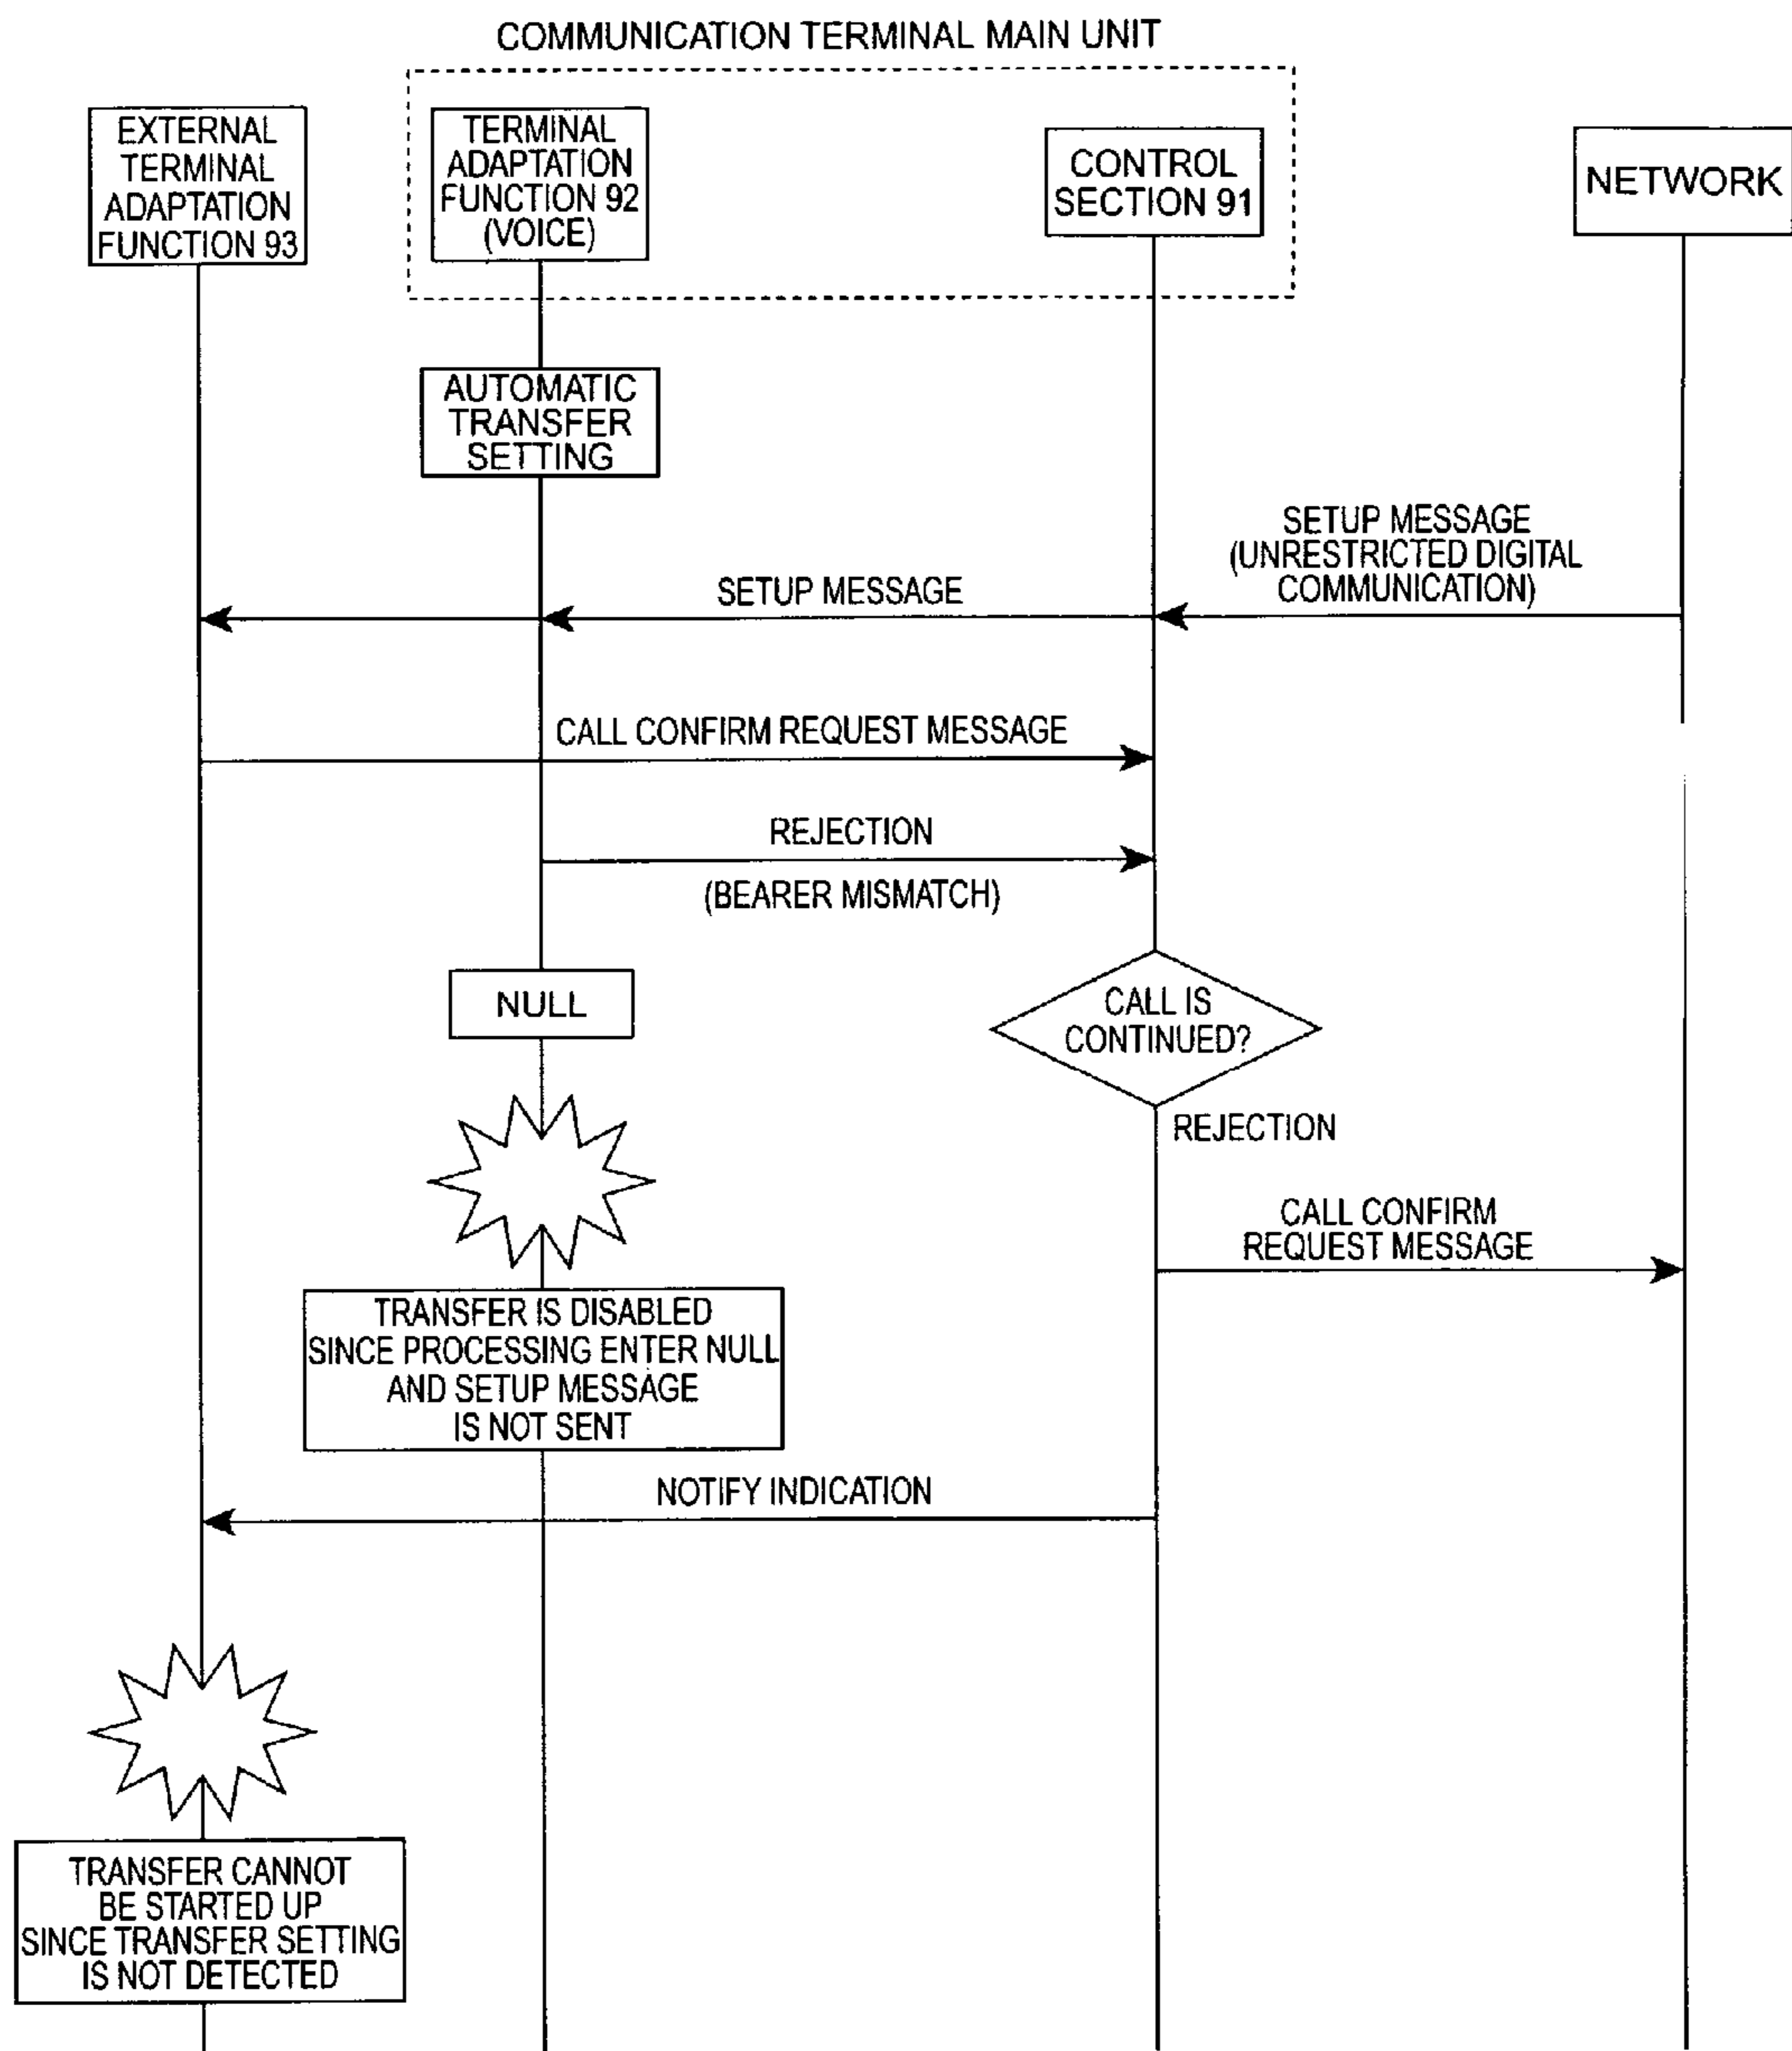 COMMUNICATION TERMINAL MAIN UNIT
EXTERNAL
TERMINAL
ADAPTATION
FUNCTION 93
TERMINAL
ADAPTATION
FUNCTION 92
(VOICE)
CONTROL
SECTION 91
NETWORK
AUTOMATIC
TRANSFER
SETTING
SETUP MESSAGE
(UNRESTRICTED DIGITAL
COMMUNICATION)
SETUP MESSAGE
CALL CONFIRM REQUEST MESSAGE
REJECTION
(BEARER MISMATCH)
NULL
CALL IS
CONTINUED?
REJECTION
CALL CONFIRM
REQUEST MESSAGE
TRANSFER IS DISABLED
SINCE PROCESSING ENTER NULL
AND SETUP MESSAGE
IS NOT SENT
NOTIFY INDICATION
TRANSFER CANNOT
BE STARTED UP
SINCE TRANSFER SETTING
IS NOT DETECTED